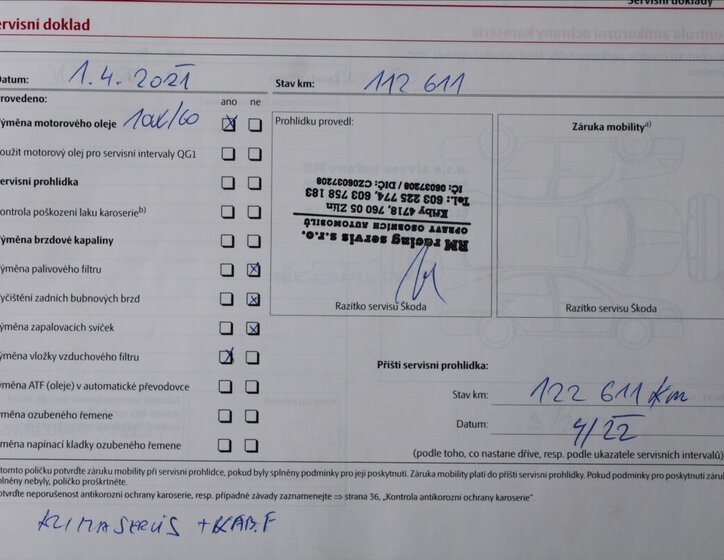 Servisní doklady
ervisní doklad
Datum: 1.4.2021 Stav km: 112 611
rovedeno: ano ne
ýměna motorového oleje 10W/60
oužit motorový olej pro servisní intervaly QG1
ervisní prohlídka
ontrola poškození laku karoserieb)
ýměna brzdové kapaliny
ýměna palivového filtru
yčištění zadních bubnových brzd
ýměna zapalovacích svíček
ýměna vložky vzduchového filtru
ýměna ATF (oleje) v automatické převodovce
ýměna ozubeného řemene
ýměna napínací kladky ozubeného řemene
Prohlídku provedl:
RM racing servis s.r.o.
OPRAVY OSOBNÍCH AUTOMOBILŮ
Křiby 4718, 760 05 Zlín
Tel.: 603 225 774, 603 758 183
IČ: 06037208 / DIČ: CZ06037208
Razítko servisu Škoda
Záruka mobilitya)
Razítko servisu Škoda
Příští servisní prohlídka:
Stav km: 122 611 km
Datum: 4/22
(podle toho, co nastane dříve, resp. podle ukazatele servisních intervalů)
tomto políčku potvrďte záruku mobility při servisní prohlídce, pokud byly splněny podmínky pro její poskytnutí. Záruka mobility platí do příští servisní prohlídky. Pokud podmínky pro poskytnutí záruk
plněny nebyly, políčko proškrtněte.
otvrďte neporušenost antikorozní ochrany karoserie, resp. případné závady zaznamenejte ⇒ strana 36, „Kontrola antikorozní ochrany karoserie".
KLIMASERVIS + KAB.F